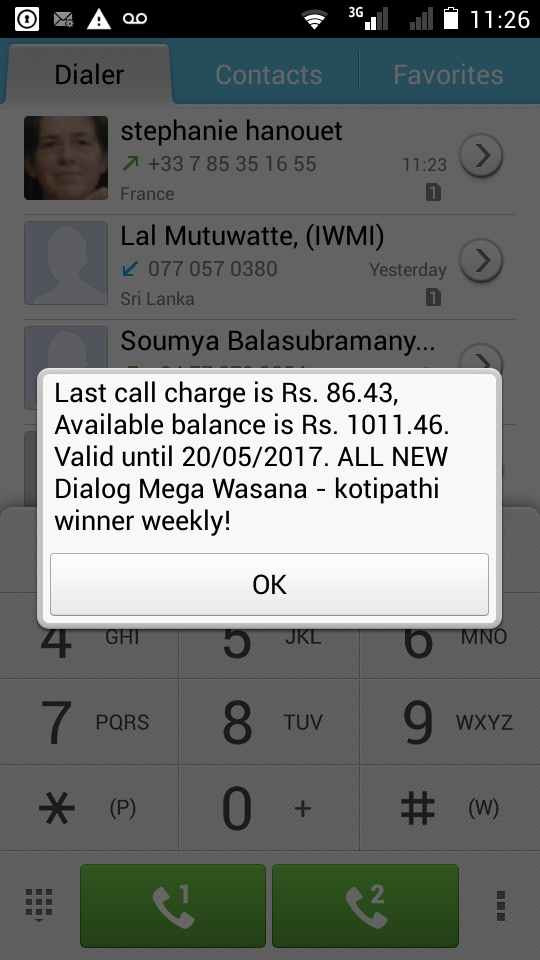 3G
11:26
Dialer
Contacts
Favorites
stephanie hanouet
+33 7 85 35 16 55
11:23
France
1
Lal Mutuwatte, (IWMI)
077 057 0380
Yesterday
Sri Lanka
1
Soumya Balasubramany...
Last call charge is Rs. 86.43,
Available balance is Rs. 1011.46.
Valid until 20/05/2017. ALL NEW
Dialog Mega Wasana - kotipathi
winner weekly!
OK
4 GHI 5 JKL 6 MNO
7 PQRS 8 TUV 9 WXYZ
* (P) 0 + # (W)
1 2